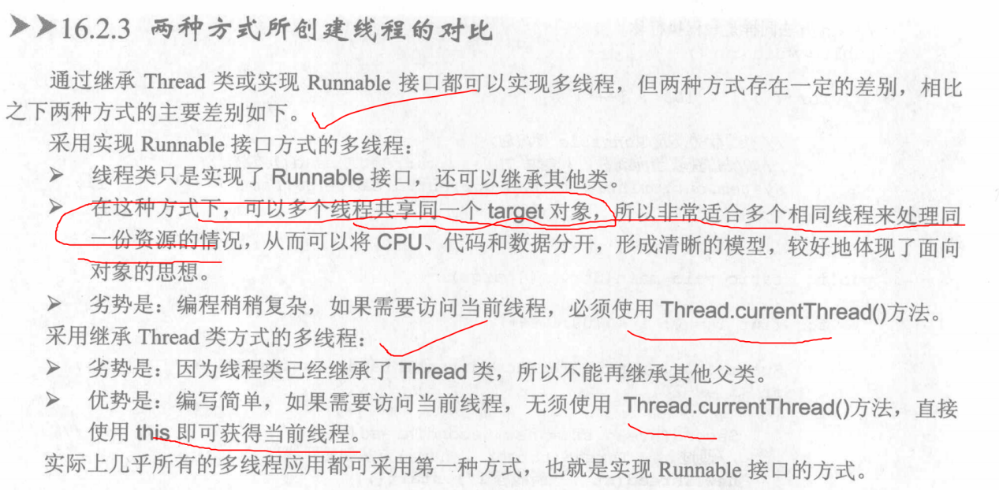 16.2.3 两种方式所创建线程的对比
通过继承 Thread 类或实现 Runnable 接口都可以实现多线程，但两种方式存在一定的差别，相比
之下两种方式的主要差别如下。
采用实现 Runnable 接口方式的多线程：
➢ 线程类只是实现了 Runnable 接口，还可以继承其他类。
➢ 在这种方式下，可以多个线程共享同一个 target 对象，所以非常适合多个相同线程来处理同
一份资源的情况，从而可以将 CPU、代码和数据分开，形成清晰的模型，较好地体现了面向
对象的思想。
➢ 劣势是：编程稍稍复杂，如果需要访问当前线程，必须使用 Thread.currentThread()方法。
采用继承 Thread 类方式的多线程：
➢ 劣势是：因为线程类已经继承了 Thread 类，所以不能再继承其他父类。
➢ 优势是：编写简单，如果需要访问当前线程，无须使用 Thread.currentThread()方法，直接
使用 this 即可获得当前线程。
实际上几乎所有的多线程应用都可采用第一种方式，也就是实现 Runnable 接口的方式。